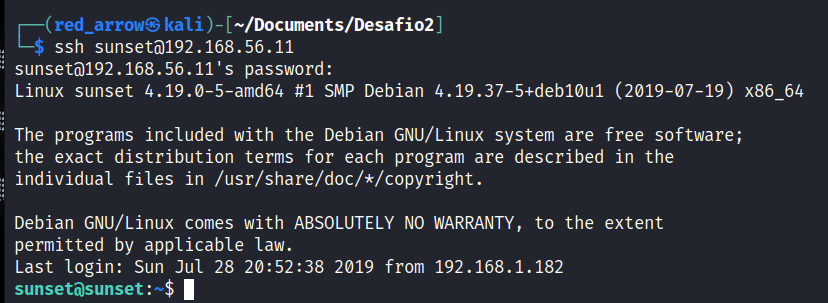 ┌──(red_arrow㉿kali)-[~/Documents/Desafio2]
└─$ ssh sunset@192.168.56.11
sunset@192.168.56.11's password:
Linux sunset 4.19.0-5-amd64 #1 SMP Debian 4.19.37-5+deb10u1 (2019-07-19) x86_64
The programs included with the Debian GNU/Linux system are free software;
the exact distribution terms for each program are described in the
individual files in /usr/share/doc/*/copyright.
Debian GNU/Linux comes with ABSOLUTELY NO WARRANTY, to the extent
permitted by applicable law.
Last login: Sun Jul 28 20:52:38 2019 from 192.168.1.182
sunset@sunset:~$